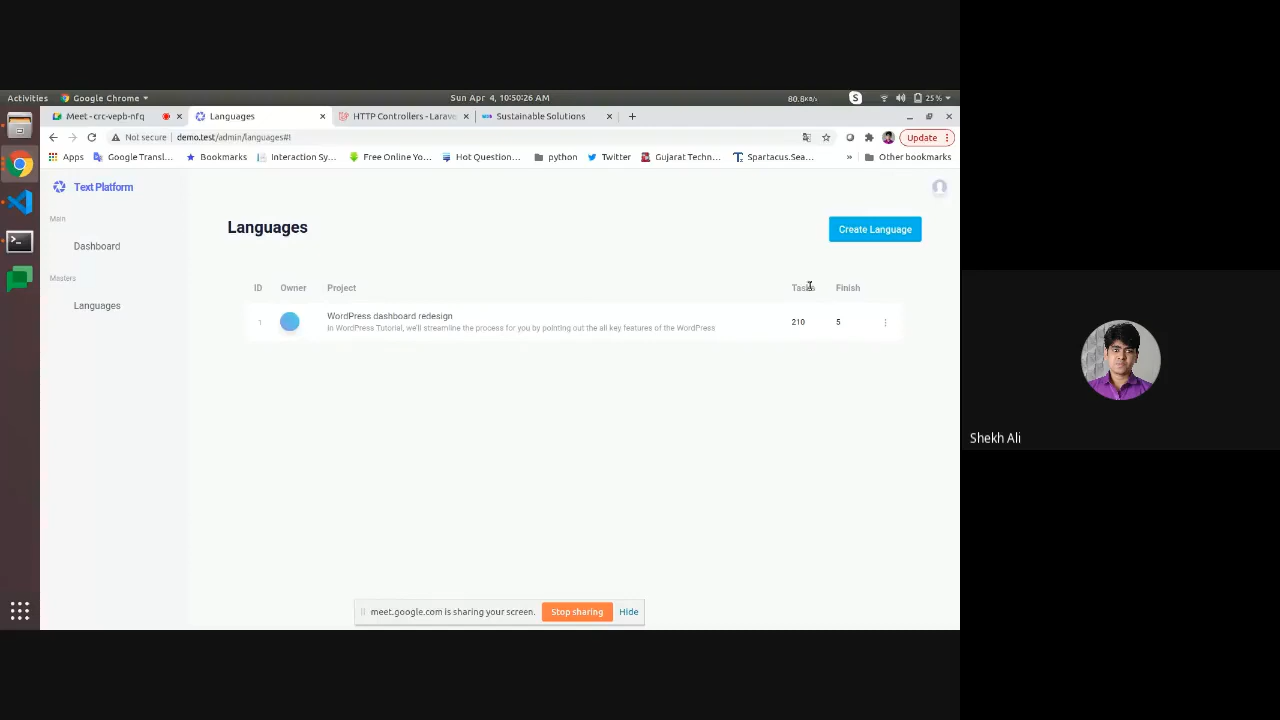 Activities Google Chrome Sun Apr 4, 10:50:26 AM 80.8KB/s 25%
Meet - crc-vepb-nfq Languages HTTP Controllers - Larave Sustainable Solutions
Not secure demo.test/admin/languages#! Update
Apps Google Transl... Bookmarks Interaction Sy... Free Online Yo... Hot Question... python Twitter Gujarat Techn... Spartacus.Sea... Other bookmarks
Text Platform
Main
Dashboard
Masters
Languages
Languages
Create Language
ID Owner Project Tasks Finish
1 WordPress dashboard redesign 210 5
in WordPress Tutorial, we'll streamline the process for you by pointing out the all key features of the WordPress
meet.google.com is sharing your screen. Stop sharing Hide
Shekh Ali